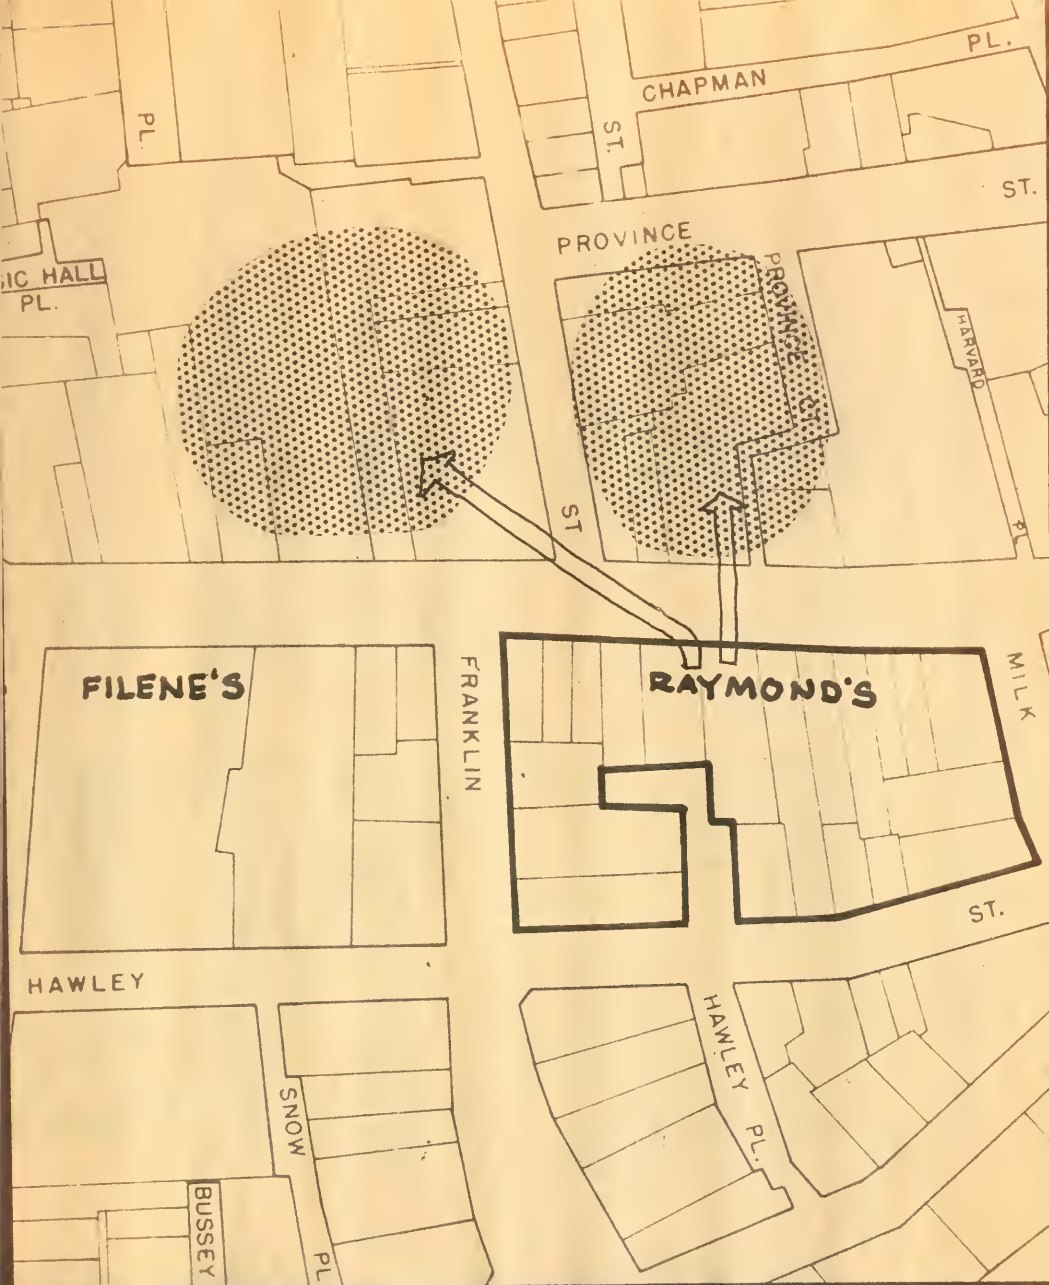 PL.
CHAPMAN
PL.
ST.
ST.
PROVINCE
IC HALL
PL.
PROVINCE CT.
HARVARD
PL.
ST
FILENE'S
FRANKLIN
RAYMOND'S
MILK
ST.
HAWLEY
HAWLEY PL.
SNOW
PL
BUSSEY